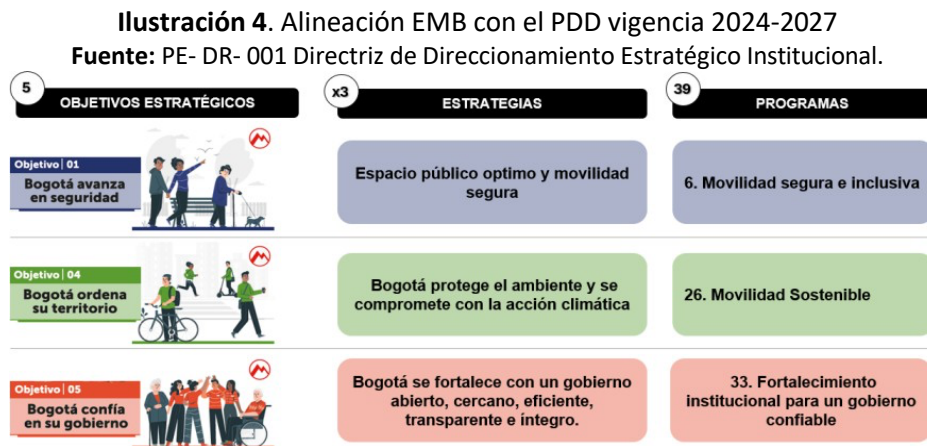 Ilustración 4. Alineación EMB con el PDD vigencia 2024-2027
Fuente: PE- DR- 001 Directriz de Direccionamiento Estratégico Institucional.
5
OBJETIVOS ESTRATÉGICOS
x3
ESTRATEGIAS
39
PROGRAMAS
Objetivo | 01
Bogotá avanza
en seguridad
Espacio público optimo y movilidad
segura
6. Movilidad segura e inclusiva
Objetivo | 04
Bogotá ordena
su territorio
Bogotá protege el ambiente y se
compromete con la acción climática
26. Movilidad Sostenible
Objetivo | 05
Bogotá confía
en su gobierno
Bogotá se fortalece con un gobierno
abierto, cercano, eficiente,
transparente e íntegro.
33. Fortalecimiento
institucional para un gobierno
confiable